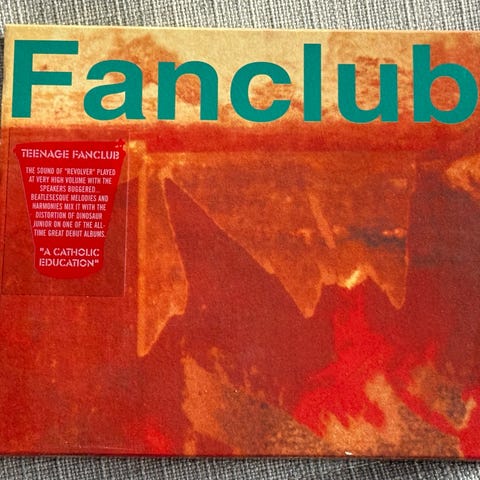 Fanclub
TEENAGE FANCLUB
THE SOUND OF "REVOLVER" PLAYED
AT VERY HIGH VOLUME WITH THE
SPEAKERS BUGGERED...
BEATLESESQUE MELODIES AND
HARMONIES MIX IT WITH THE
DISTORTION OF DINOSAUR
JUNIOR ON ONE OF THE ALL-
TIME GREAT DEBUT ALBUMS.
"A CATHOLIC
EDUCATION"